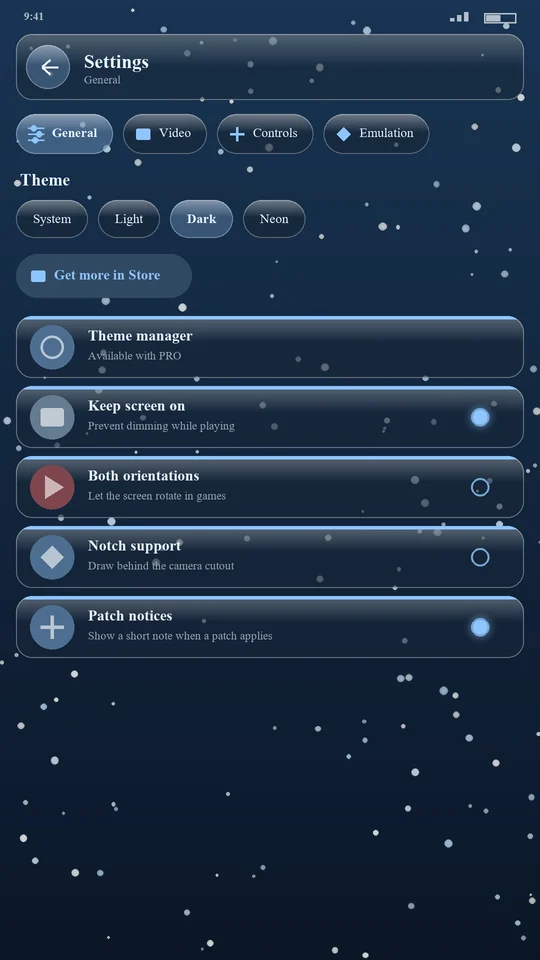 9:41
Settings
General
General
Video
Controls
Emulation
Theme
System
Light
Dark
Neon
Get more in Store
Theme manager
Available with PRO
Keep screen on
Prevent dimming while playing
Both orientations
Let the screen rotate in games
Notch support
Draw behind the camera cutout
Patch notices
Show a short note when a patch applies